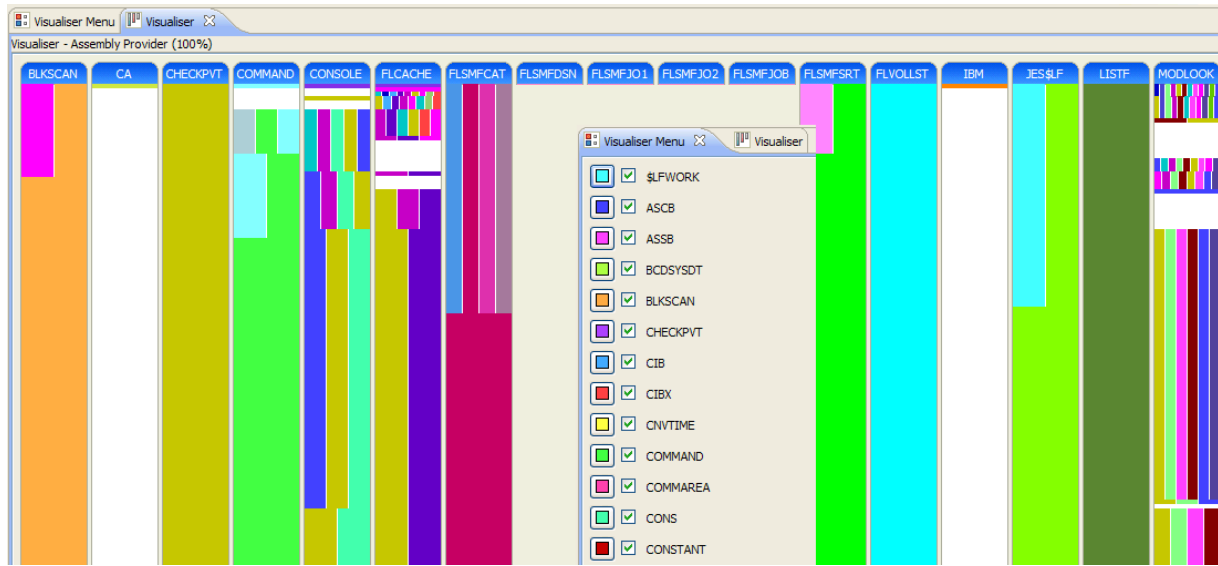 Visualiser Menu Visualiser
Visualiser - Assembly Provider (100%)
BLKSCAN CA CHECKPVT COMMAND CONSOLE FLCACHE FLSMFCAT FLSMFDSN FLSMFJO1 FLSMFJO2 FLSMFJOB FLSMFSRT FLVOLLST IBM JES$LF LISTF MODLOOK
Visualiser Menu Visualiser
$LFWORK
ASCB
ASSB
BCDSYSDT
BLKSCAN
CHECKPVT
CIB
CIBX
CNVTIME
COMMAND
COMMAREA
CONS
CONSTANT